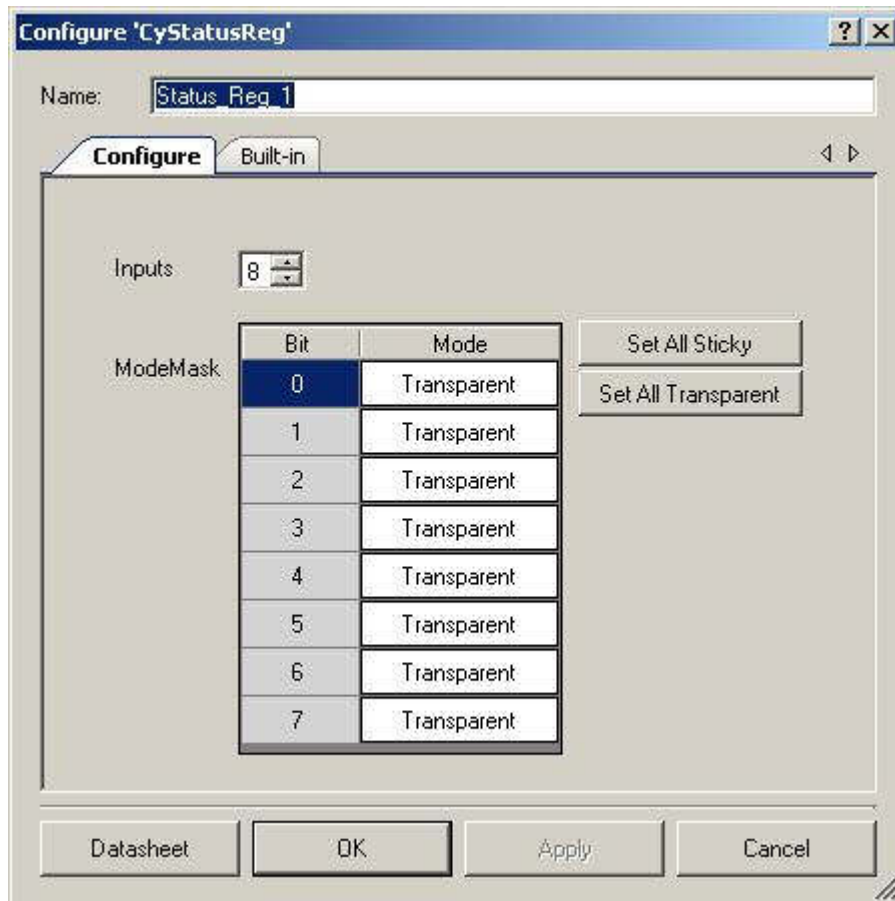 Configure 'CyStatusReg'
Name: Status_Reg_1
Configure Built-in
Inputs 8
ModeMask
Bit Mode
0 Transparent
1 Transparent
2 Transparent
3 Transparent
4 Transparent
5 Transparent
6 Transparent
7 Transparent
Set All Sticky
Set All Transparent
Datasheet OK Apply Cancel